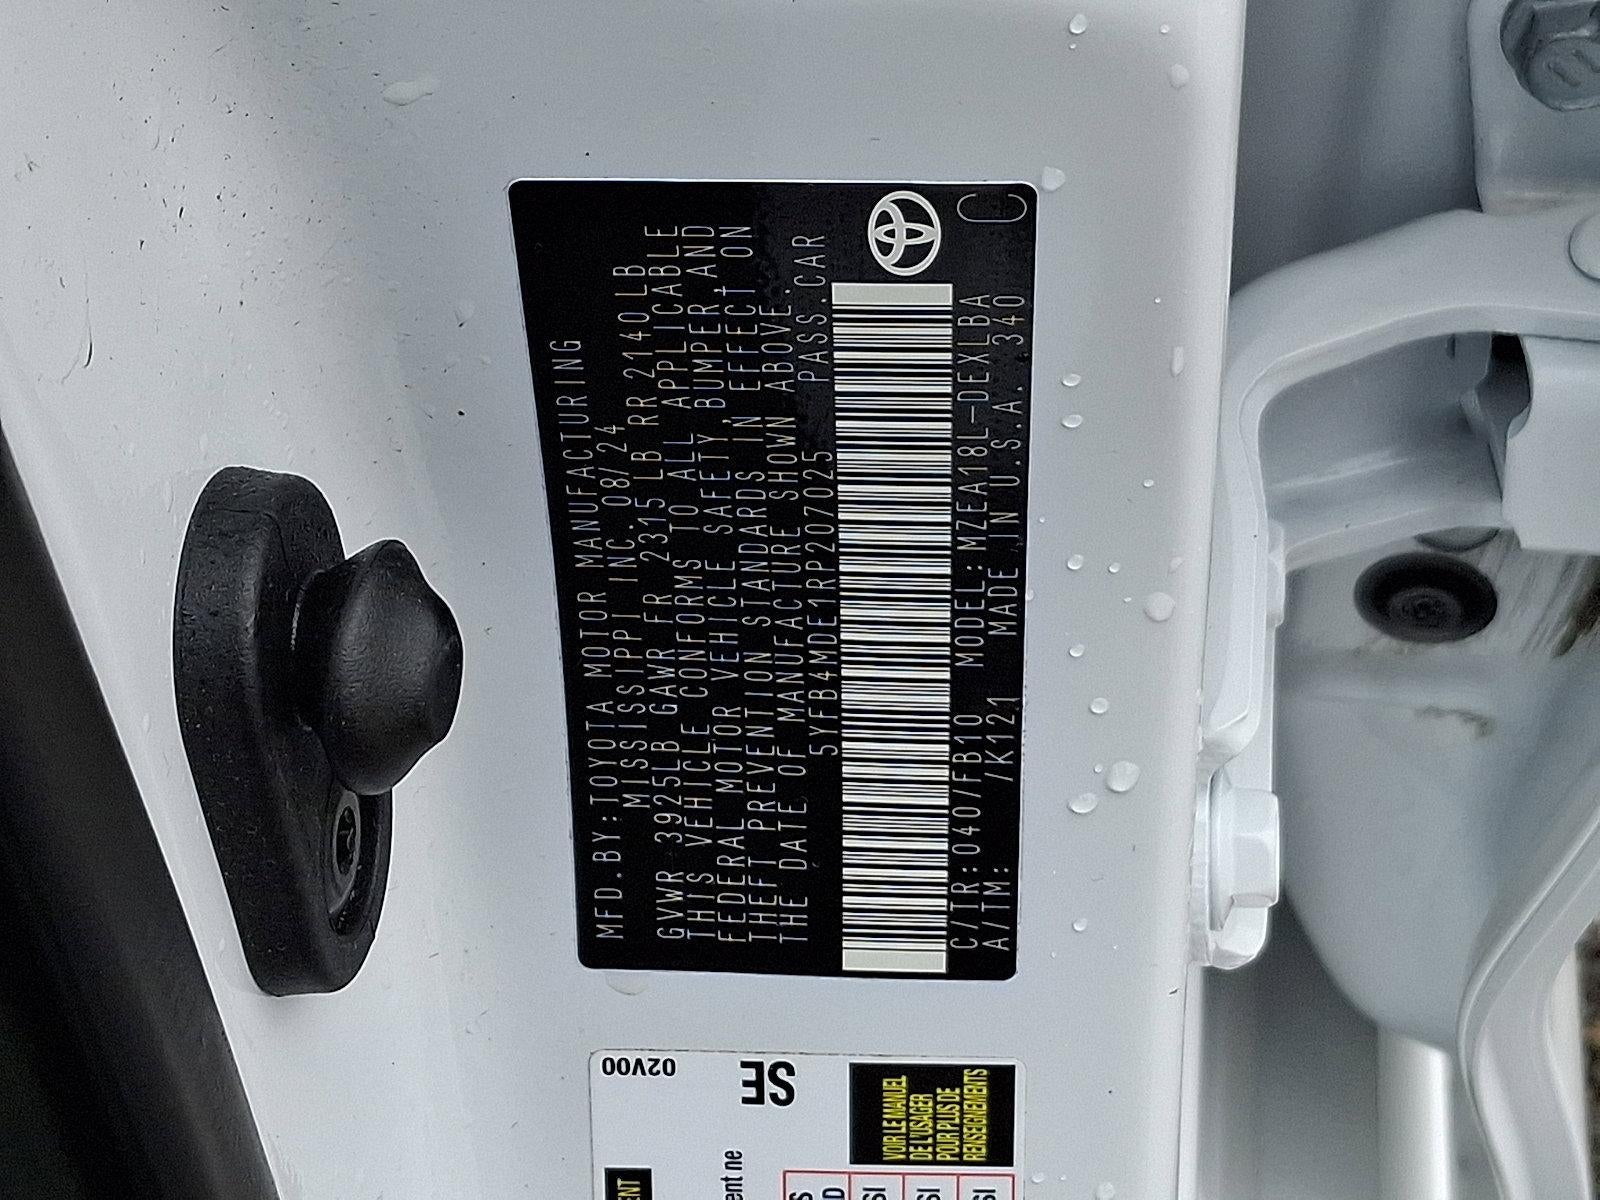 MFD.BY:TOYOTA MOTOR MANUFACTURING
MISSISSIPPI INC. 08/24
GVWR 3925LB GAWR FR 2315 LB RR 2140LB
THIS VEHICLE CONFORMS TO ALL APPLICABLE
FEDERAL MOTOR VEHICLE SAFETY, BUMPER, AND
THEFT PREVENTION STANDARDS IN EFFECT ON
THE DATE OF MANUFACTURE SHOWN ABOVE.
5YFB4MDE1RP207025 PASS.CAR
C/TR:040/FB10 MODEL:MZEA18L-DEXLBA
A/TM: /K121 MADE IN U.S.A. 340
C
02V00
SE
VOIR LE MANUEL
DE L'USAGER
POUR PLUS DE
RENSEIGNEMENTS
ne